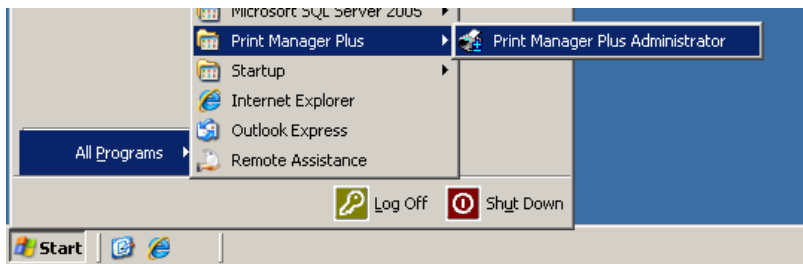 Microsoft SQL Server 2005
Print Manager Plus
Print Manager Plus Administrator
Startup
Internet Explorer
Outlook Express
All Programs
Remote Assistance
Log Off
Shut Down
Start